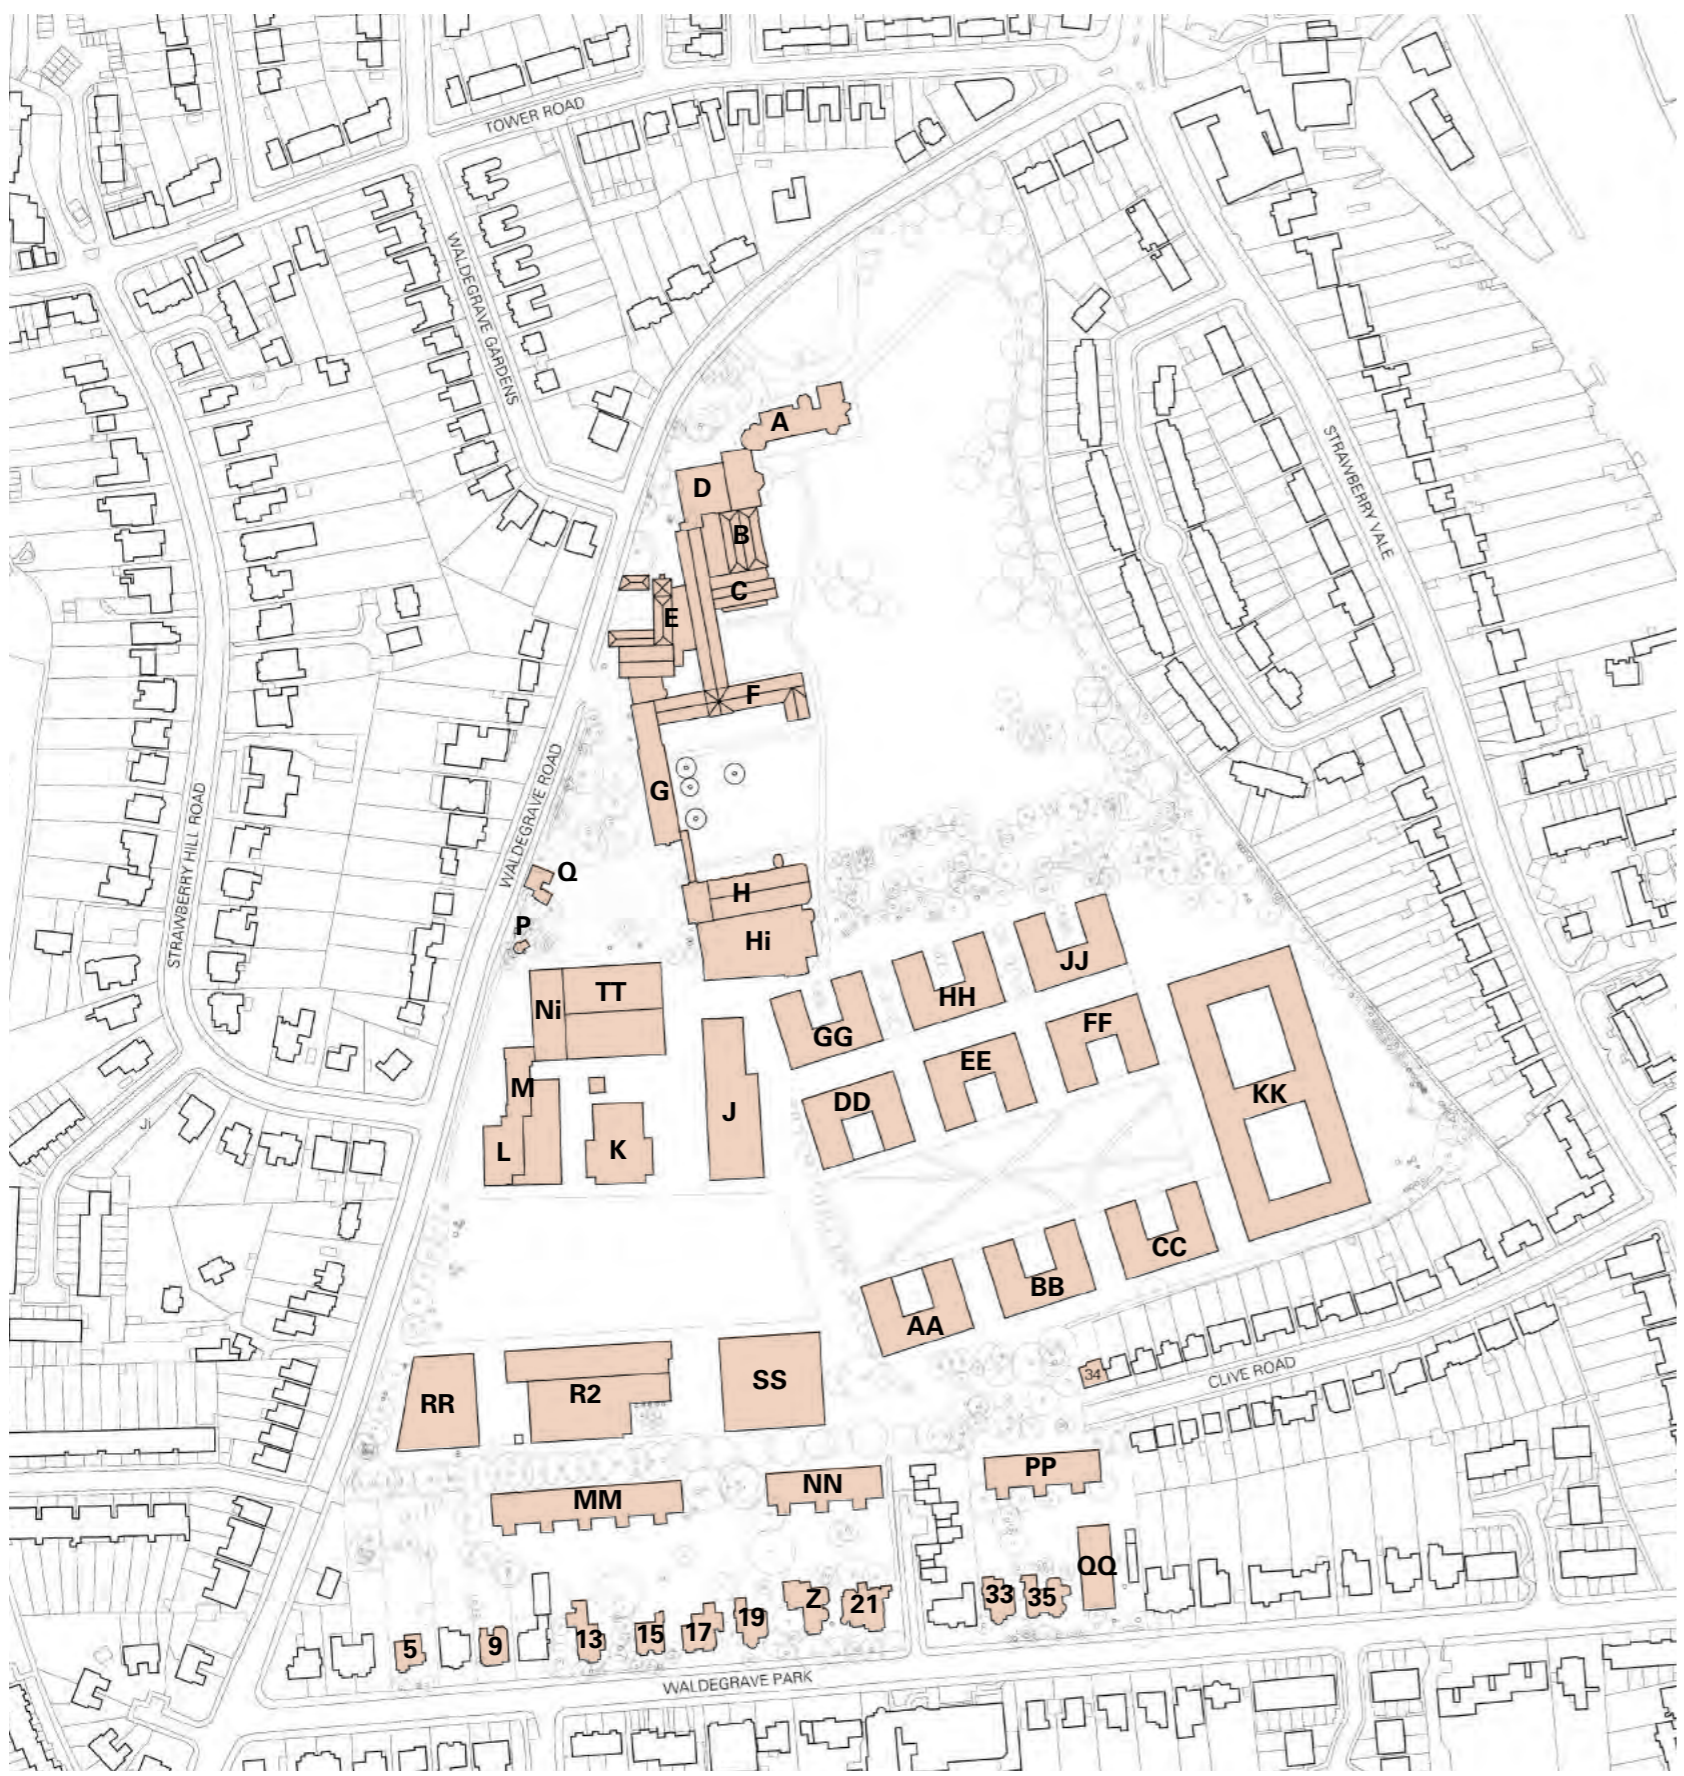 TOWER ROAD
WALDEGRAVE GARDENS
STRAWBERRY VALE
A
D
B
C
E
F
G
WALDEGRAVE ROAD
STRAWBERRY HILL ROAD
Q
P
H
Hi
JJ
HH
GG
FF
EE
DD
KK
TT
Ni
M
L
K
J
CC
BB
AA
Ji
34
CLIVE ROAD
SS
R2
RR
PP
NN
MM
QQ
33
35
Z
21
19
17
15
13
9
5
WALDEGRAVE PARK